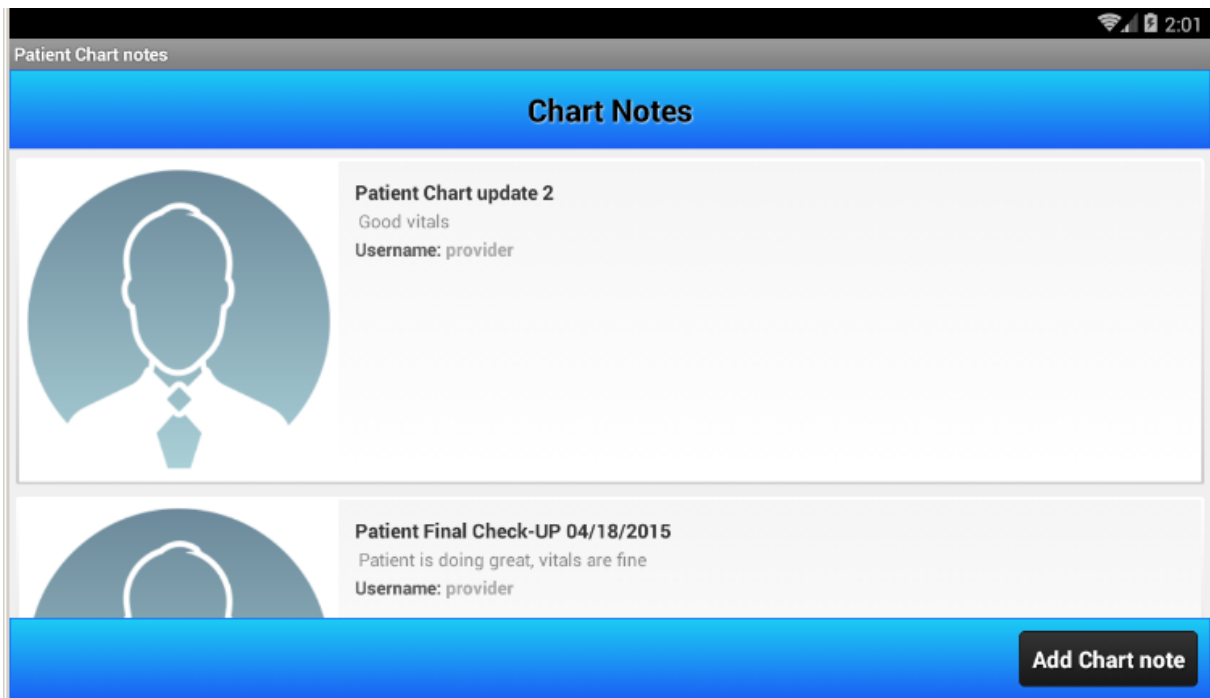 2:01
Patient Chart notes
Chart Notes
Patient Chart update 2
Good vitals
Username: provider
Patient Final Check-UP 04/18/2015
Patient is doing great, vitals are fine
Username: provider
Add Chart note